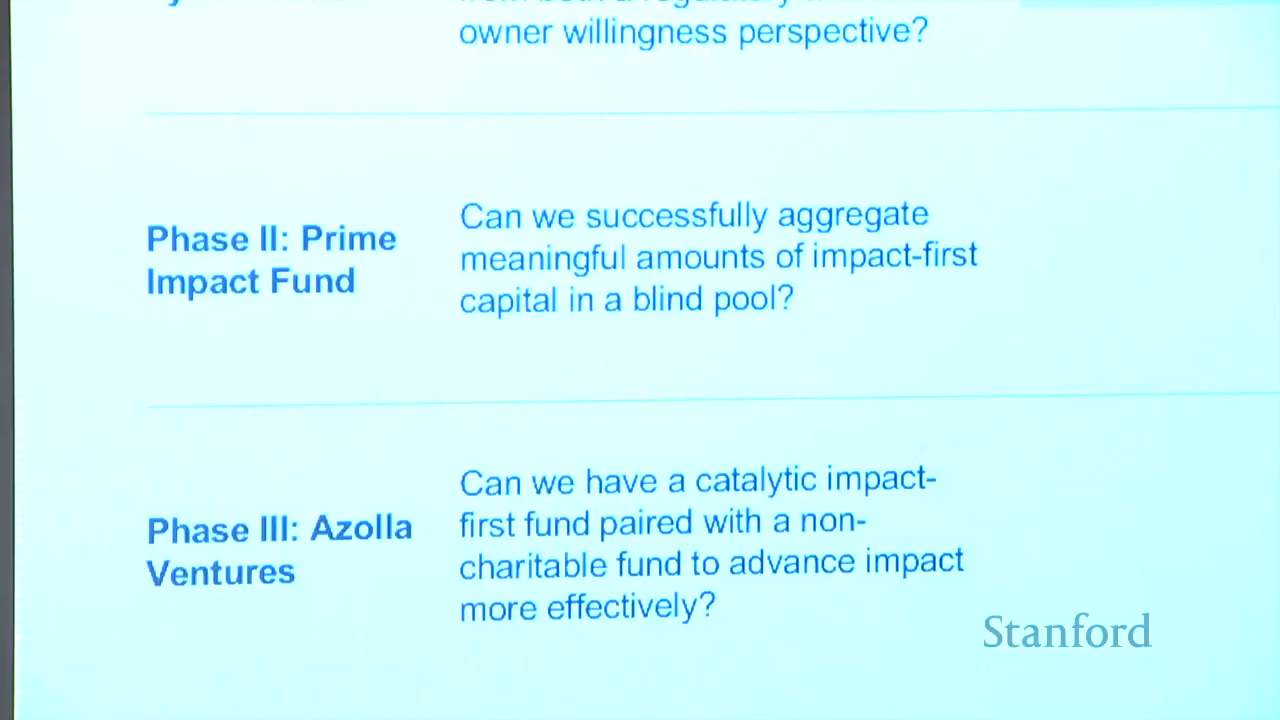 owner willingness perspective?
Phase II: Prime
Impact Fund
Can we successfully aggregate
meaningful amounts of impact-first
capital in a blind pool?
Phase III: Azolla
Ventures
Can we have a catalytic impact-
first fund paired with a non-
charitable fund to advance impact
more effectively?
Stanford